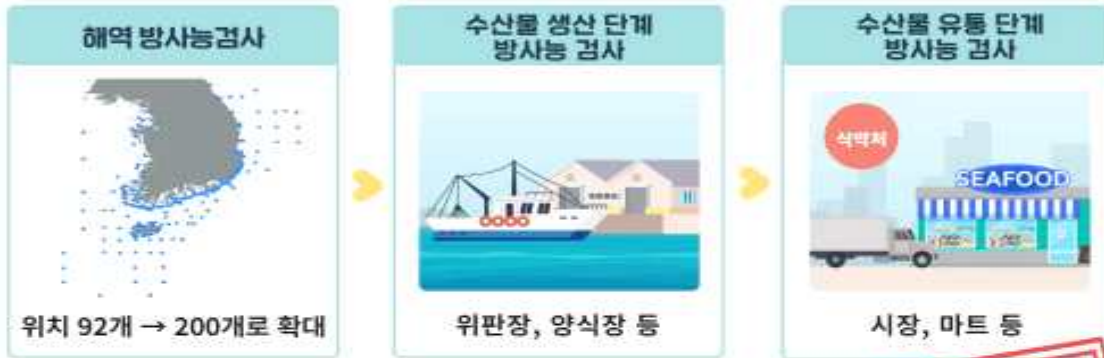 해역 방사능검사
위치 92개 → 200개로 확대
수산물 생산 단계
방사능 검사
위판장, 양식장 등
수산물 유통 단계
방사능 검사
식약처
SEAFOOD
시장, 마트 등